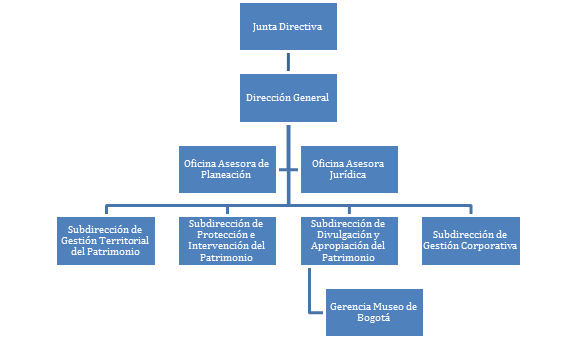 Junta Directiva
Dirección General
Oficina Asesora de
Planeación
Oficina Asesora
Jurídica
Subdirección de
Gestión Territorial
del Patrimonio
Subdirección de
Protección e
Intervención del
Patrimonio
Subdirección de
Divulgación y
Apropiación del
Patrimonio
Subdirección de
Gestión Corporativa
Gerencia Museo de
Bogotá